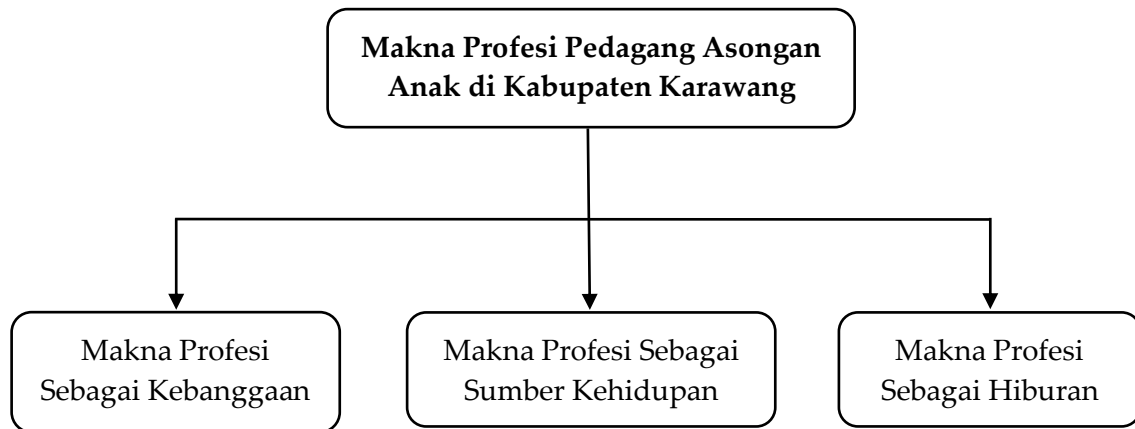 Makna Profesi Pedagang Asongan
Anak di Kabupaten Karawang
Makna Profesi
Sebagai Kebanggaan
Makna Profesi Sebagai
Sumber Kehidupan
Makna Profesi
Sebagai Hiburan